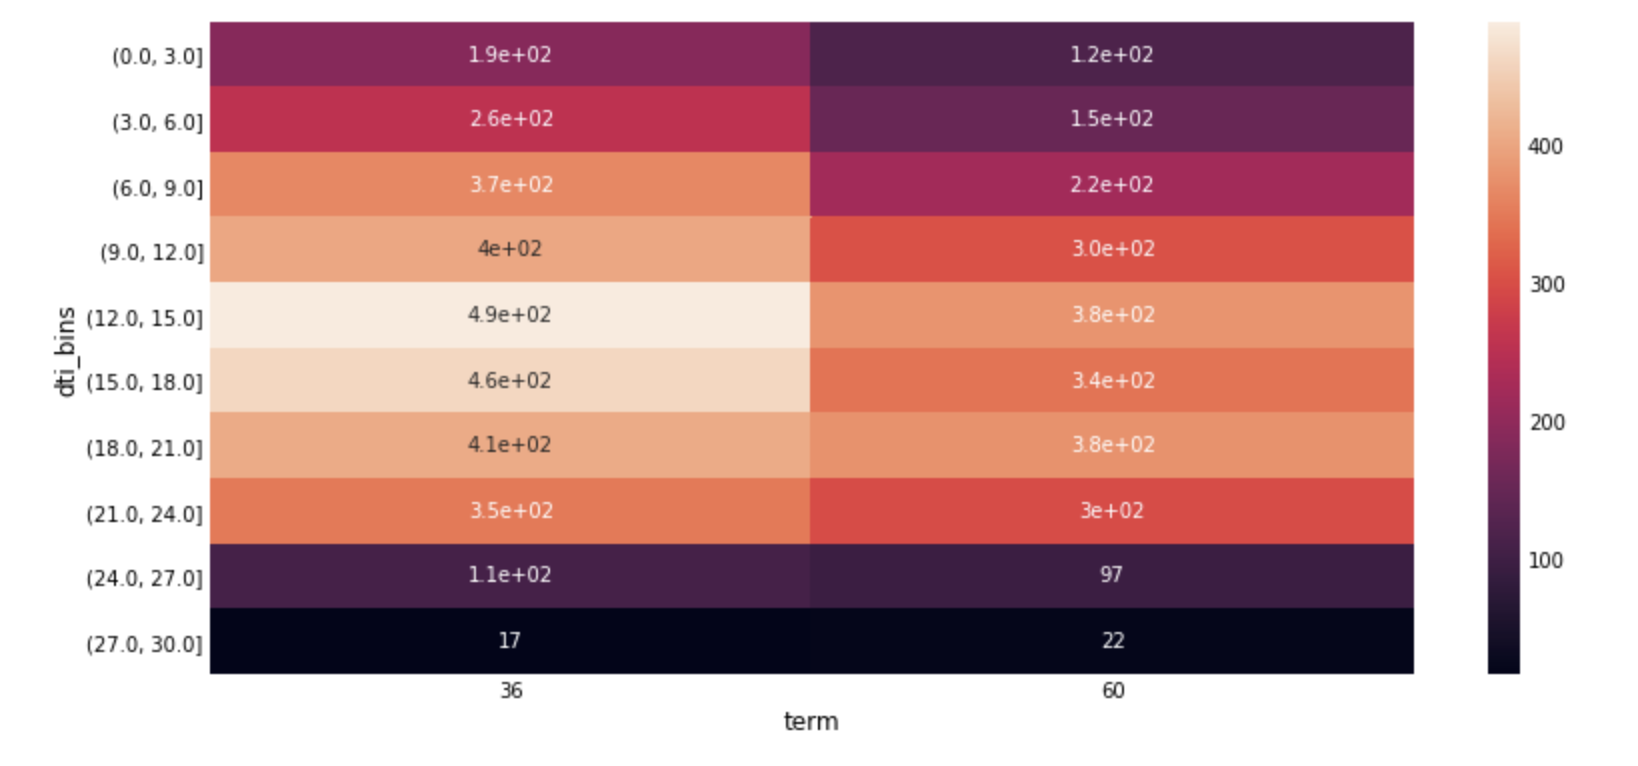 (0.0, 3.0] 1.9e+02 1.2e+02
(3.0, 6.0] 2.6e+02 1.5e+02
400
(6.0, 9.0] 3.7e+02 2.2e+02
(9.0, 12.0] 4e+02 3.0e+02
300
dti_bins
(12.0, 15.0] 4.9e+02 3.8e+02
(15.0, 18.0] 4.6e+02 3.4e+02
200
(18.0, 21.0] 4.1e+02 3.8e+02
(21.0, 24.0] 3.5e+02 3e+02
100
(24.0, 27.0] 1.1e+02 97
(27.0, 30.0] 17 22
36 60
term